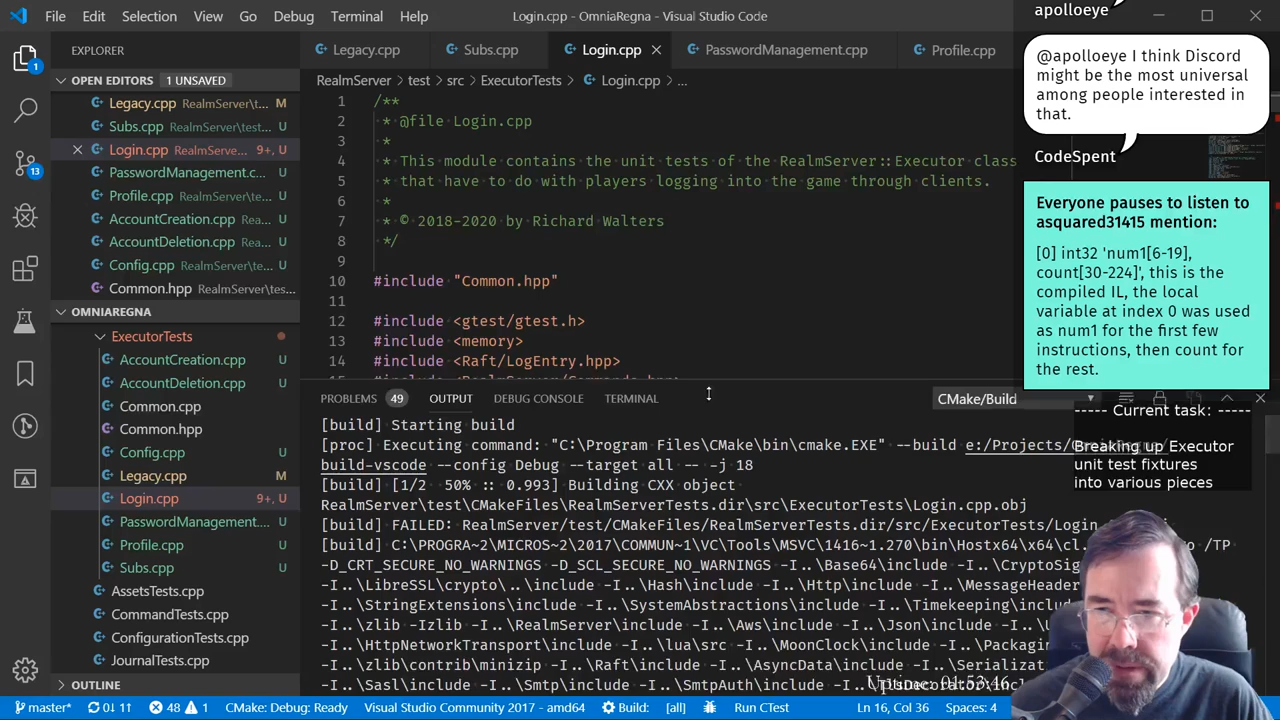 File Edit Selection View Go Debug Terminal Help
Login.cpp - OmniaRegna - Visual Studio Code
apolloeye
@apolloeye I think Discord
might be the most universal
among people interested in
that.
CodeSpent
Everyone pauses to listen to
asquared31415 mention:
[0] int32 'num1[6-19],
count[30-224]', this is the
compiled IL, the local
variable at index 0 was used
as num1 for the first few
instructions, then count for
the rest.
----- Current task: -----
Breaking up Executor
unit test fixtures
into various pieces
1
13
EXPLORER
OPEN EDITORS 1 UNSAVED
Legacy.cpp RealmServer\t... M
Subs.cpp RealmServer\test... U
Login.cpp RealmServe... 9+, U
PasswordManagement.c... U
Profile.cpp RealmServer\te... U
AccountCreation.cpp Real... U
AccountDeletion.cpp Real... U
Config.cpp RealmServer\te... U
Common.hpp RealmServer\test...
OMNIAREGNA
ExecutorTests
AccountCreation.cpp U
AccountDeletion.cpp U
Common.cpp
Common.hpp
Config.cpp U
Legacy.cpp M
Login.cpp 9+, U
PasswordManagement.... U
Profile.cpp U
Subs.cpp U
AssetsTests.cpp
CommandTests.cpp
ConfigurationTests.cpp
JournalTests.cpp
OUTLINE
Legacy.cpp Subs.cpp Login.cpp PasswordManagement.cpp Profile.cpp
RealmServer > test > src > ExecutorTests > Login.cpp > ...
1 /**
2 * @file Login.cpp
3 *
4 * This module contains the unit tests of the RealmServer::Executor class
5 * that have to do with players logging into the game through clients.
6 *
7 * © 2018-2020 by Richard Walters
8 */
9
10 #include "Common.hpp"
11
12 #include <gtest/gtest.h>
13 #include <memory>
14 #include <Raft/LogEntry.hpp>
15 #include <RealmServer/Commands.hpp>
PROBLEMS 49 OUTPUT DEBUG CONSOLE TERMINAL CMake/Build
[build] Starting build
[proc] Executing command: "C:\Program Files\CMake\bin\cmake.EXE" --build e:/Projects/
build-vscode --config Debug --target all -- -j 18
[build] [1/2 50% :: 0.993] Building CXX object
RealmServer\test\CMakeFiles\RealmServerTests.dir\src\ExecutorTests\Login.cpp.obj
[build] FAILED: RealmServer/test/CMakeFiles/RealmServerTests.dir/src/ExecutorTests/Login
[build] C:\PROGRA~2\MICROS~2\2017\COMMUN~1\VC\Tools\MSVC\1416~1.270\bin\Hostx64\x64\cl. /TP
-D_CRT_SECURE_NO_WARNINGS -D_SCL_SECURE_NO_WARNINGS -I..\Base64\include -I..\CryptoSi
-I..\LibreSSL\crypto\..\include -I..\Hash\include -I..\Http\include -I..\MessageHeader
-I..\StringExtensions\include -I..\SystemAbstractions\include -I..\Timekeeping\include
-I..\zlib -Izlib -I..\RealmServer\include -I..\Aws\include -I..\Json\include
-I..\HttpNetworkTransport\include -I..\lua\src -I..\MoonClock\include -I..\Packagin
-I..\zlib\contrib\minizip -I..\Raft\include -I..\AsyncData\include -I..\Serializat
-I..\Sasl\include -I..\Smtp\include -I..\SmtpAuth\include
Uptime: 01:53:46
master* 0↓ 11↑ 48 1 CMake: Debug: Ready Visual Studio Community 2017 - amd64 Build: [all] Run CTest Ln 16, Col 36 Spaces: 4